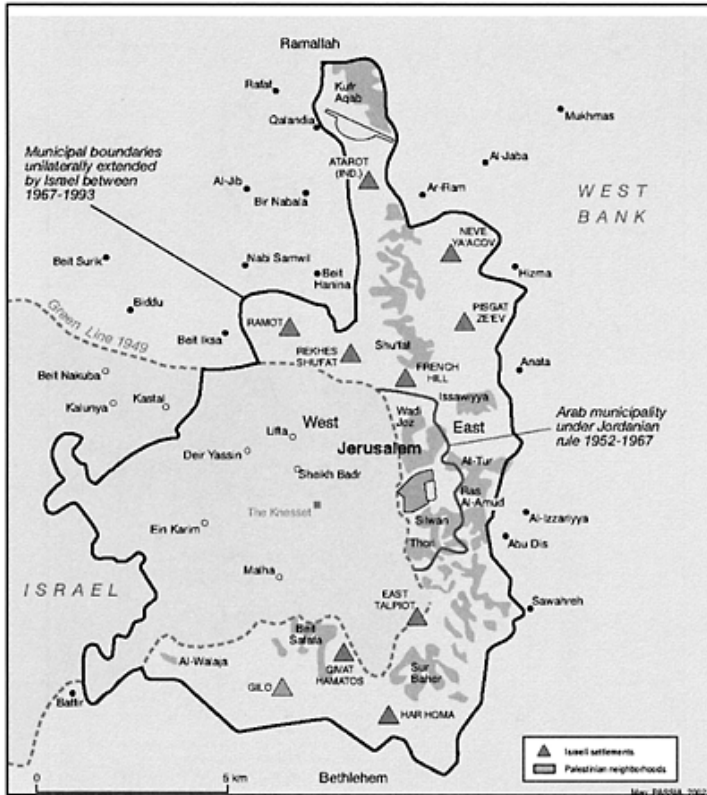 Ramallah
Rafat
Kufr
Aqab
Mukhmas
Qalandia
Municipal boundaries
unilaterally extended
by Israel between
1967-1993
ATAROT
(IND.)
Al-Jaba
Al-Jib
Bir Nabala
Ar-Ram
WEST
BANK
NEVE
YA'ACOV
Beit Surik
Nabi Samwil
Beit
Hanina
Hizma
Biddu
Green Line 1949
RAMOT
PISGAT
ZE'EV
Beit Iksa
REKHES
SHU'FAT
Shu'fat
Anata
Beit Nakuba
FRENCH
HILL
Kalunya
Kastal
Issawiyya
Wadi
Joz
East
Arab municipality
under Jordanian
rule 1952-1967
Lifta
West
Jerusalem
Deir Yassin
Sheikh Badr
Al-Tur
Ras
Al-Amud
The Knesset
Silwan
Al-Izzariyya
Ein Karim
Thori
Abu Dis
Malha
ISRAEL
EAST
TALPIOT
Sawahreh
Beit
Safafa
Al-Walaja
GIVAT
HAMATOS
Sur
Baher
GILO
Battir
HAR HOMA
Israeli settlements
Palestinian neighborhoods
0
5 km
Bethlehem
Map: PASSIA, 2002